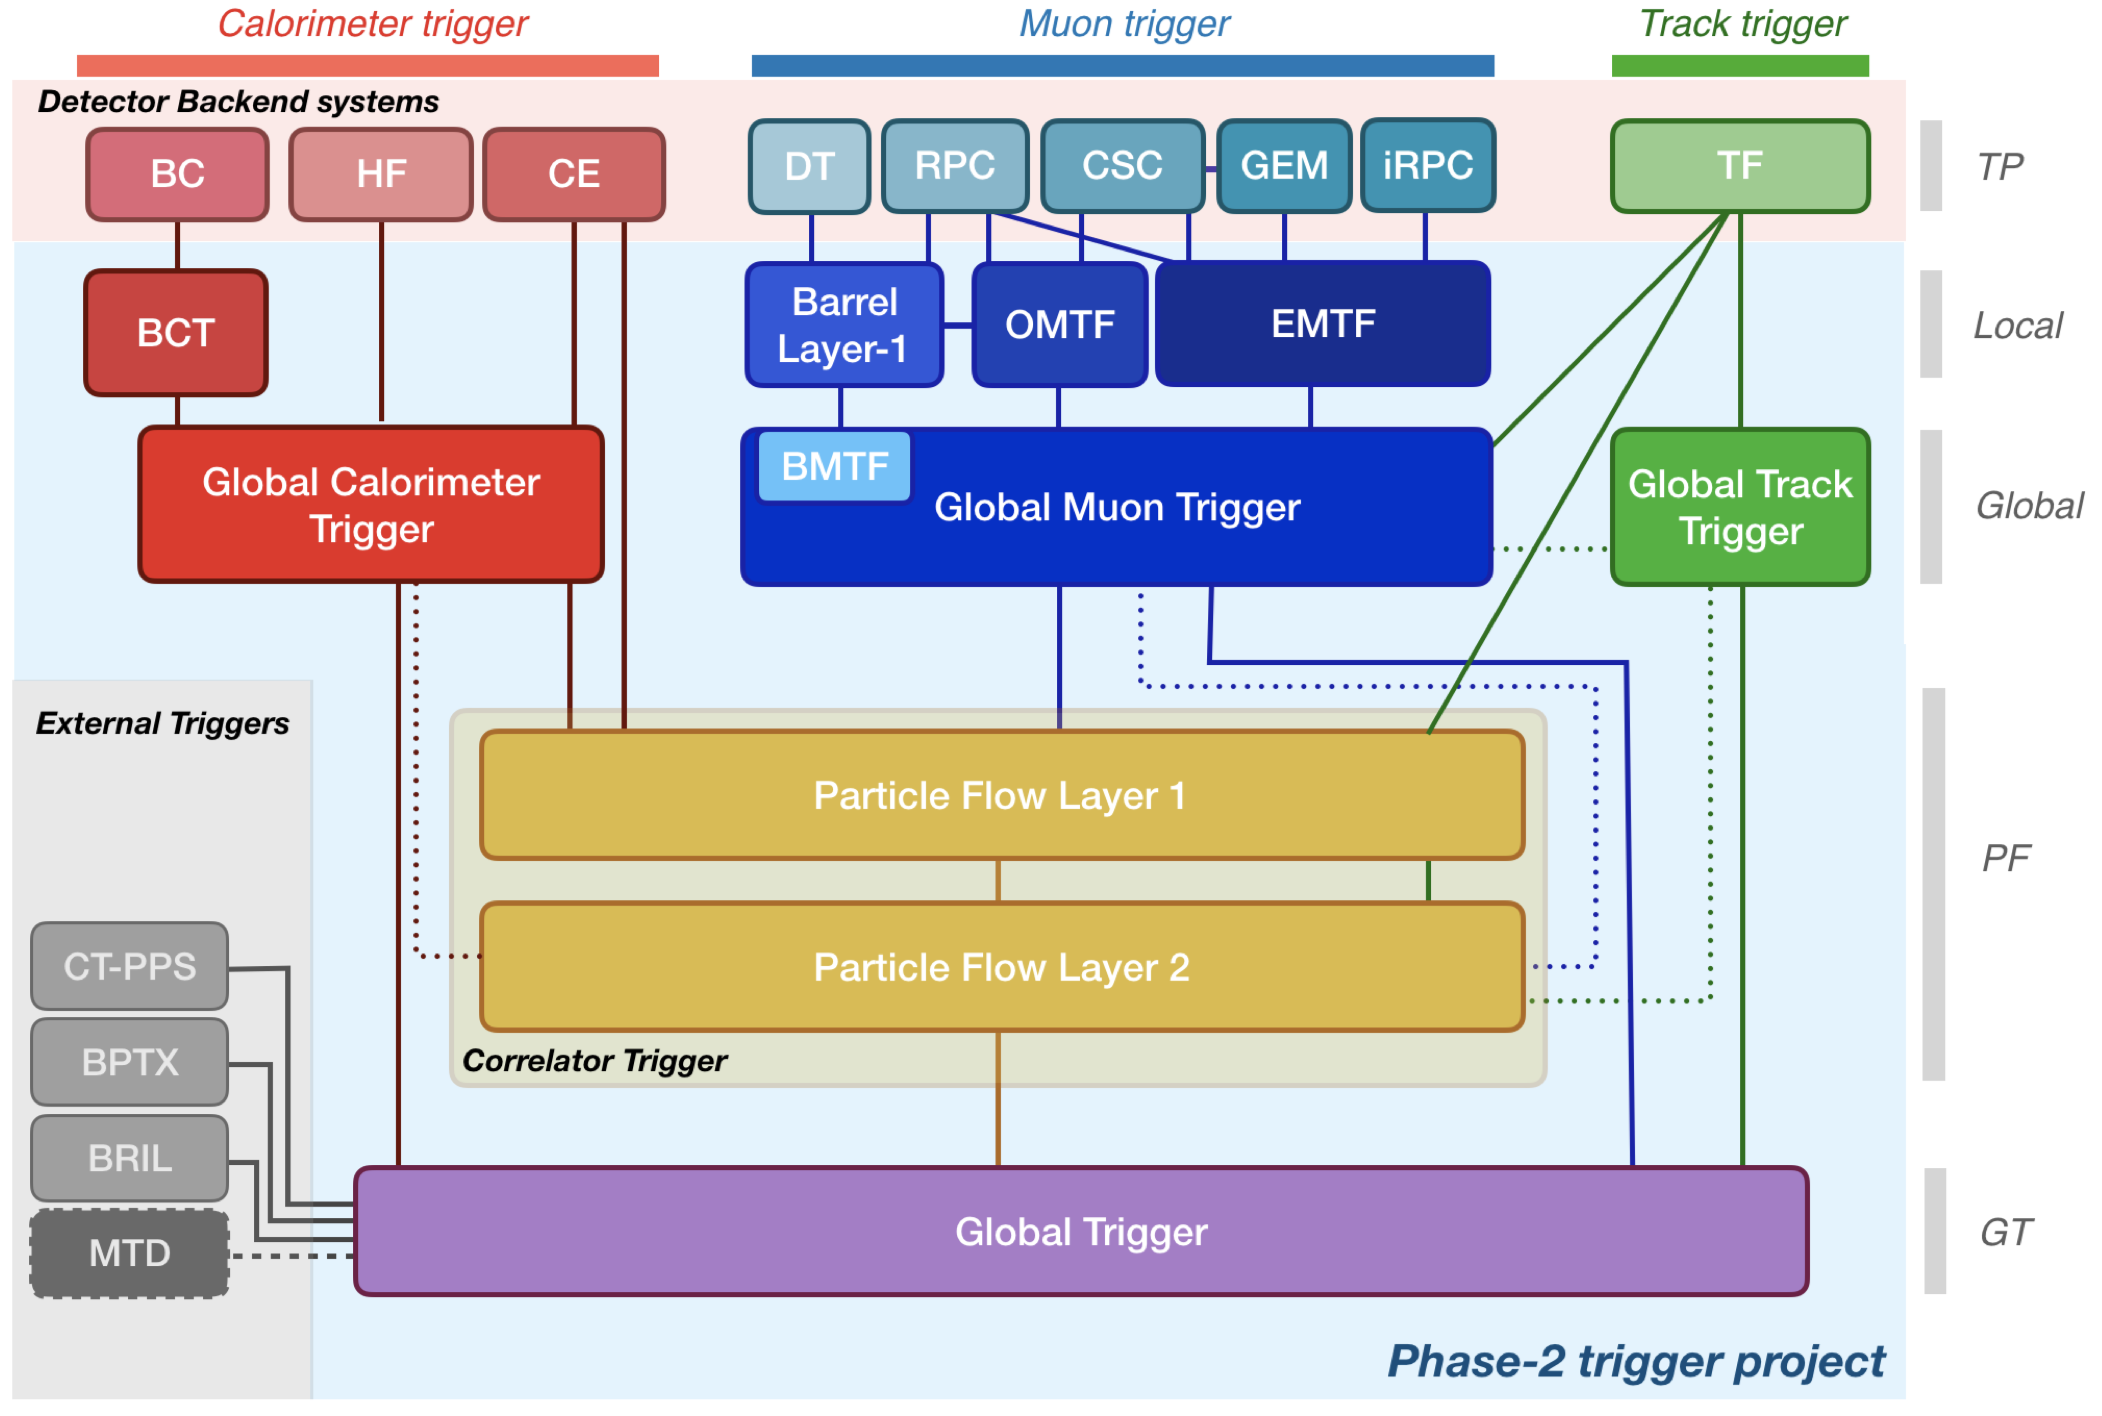 Calorimeter trigger
Muon trigger
Track trigger
Detector Backend systems
BC
HF
CE
DT
RPC
CSC
GEM
iRPC
TF
TP
BCT
Barrel
Layer-1
OMTF
EMTF
Local
Global Calorimeter
Trigger
BMTF
Global Muon Trigger
Global Track
Trigger
Global
External Triggers
Particle Flow Layer 1
PF
CT-PPS
Particle Flow Layer 2
BPTX
Correlator Trigger
BRIL
MTD
Global Trigger
GT
Phase-2 trigger project